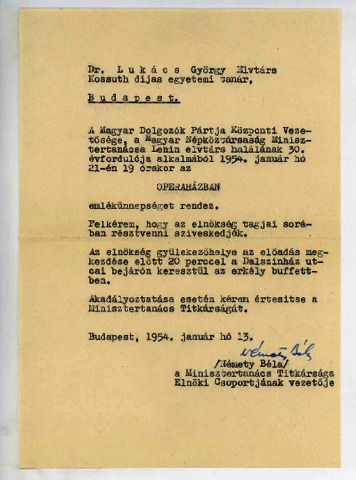 Dr. L u k á c s  György Elvtárs
Kossuth díjas egyetemi tanár.
B u d a p e s t.
A Magyar Dolgozók Pártja Központi Veze-
tősége, a Magyar Népköztársaság Minisz-
tertanácsa Lenin elvtárs halálának 30.
évfordulója alkalmából 1954. január hó
21-én 19 órakor az
OPERAHÁZBAN
emlékünnepséget rendez.
Felkérem, hogy az elnökség tagjai sorá-
ban résztvenni sziveskedjék.
Az elnökség gyülekezőhelye az előadás meg-
kezdése előtt 20 perccel a Dalszinház ut-
cai bejárón keresztül az erkély buffett-
ben.
Akadályoztatása esetén kérem értesitse a
Minisztertanács Titkárságát.
Budapest, 1954. január hó 13.
Némety Béla
/Némety Béla/
a Minisztertanács Titkársága
Elnöki Csoportjának vezetője